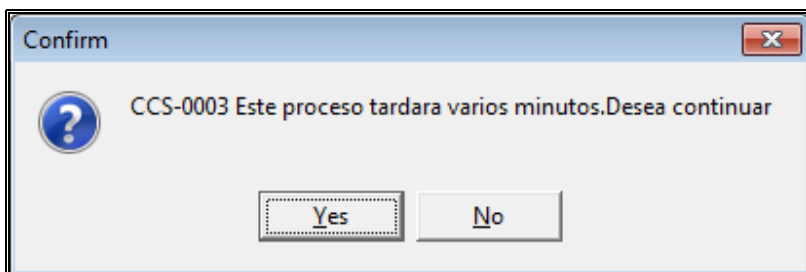 Confirm
CCS-0003 Este proceso tardara varios minutos.Desea continuar
Yes
No